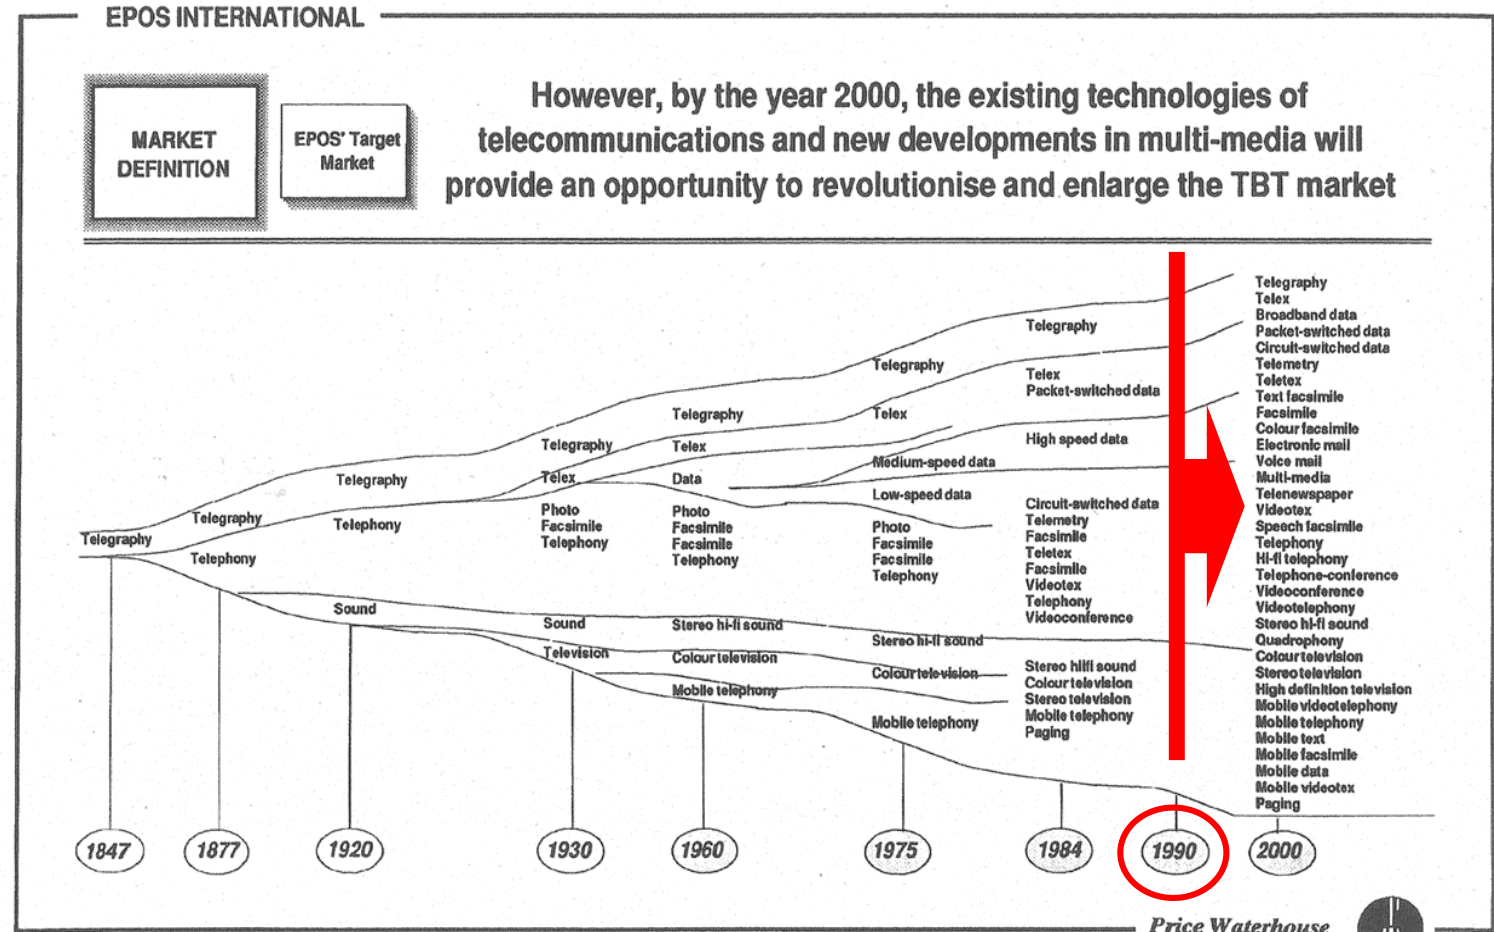 EPOS INTERNATIONAL
MARKET
DEFINITION
EPOS' Target
Market
However, by the year 2000, the existing technologies of
telecommunications and new developments in multi-media will
provide an opportunity to revolutionise and enlarge the TBT market
Telegraphy
Telegraphy
Telephony
Telegraphy
Telephony
Sound
Telegraphy
Telex
Photo
Facsimile
Telephony
Sound
Television
Telegraphy
Telex
Data
Photo
Facsimile
Facsimile
Telephony
Stereo hi-fi sound
Colour television
Mobile telephony
Telegraphy
Telex
Medium-speed data
Low-speed data
Photo
Facsimile
Facsimile
Telephony
Stereo hi-fi sound
Colour television
Mobile telephony
Telegraphy
Telex
Packet-switched data
High speed data
Circuit-switched data
Telemetry
Facsimile
Teletex
Facsimile
Videotex
Telephony
Videoconference
Stereo hiifi sound
Colour television
Stereo television
Mobile telephony
Paging
Telegraphy
Telex
Broadband data
Packet-switched data
Circuit-switched data
Telemetry
Teletex
Text facsimile
Facsimile
Colour facsimile
Electronic mail
Voice mail
Multi-media
Telenewspaper
Videotex
Speech facsimile
Telephony
Hi-fi telephony
Telephone-conference
Videoconference
Videotelephony
Stereo hi-fi sound
Quadrophony
Colour television
Stereo television
High definition television
Mobile videotelephony
Mobile telephony
Mobile text
Mobile facsimile
Mobile data
Mobile videotex
Paging
1847
1877
1920
1930
1960
1975
1984
1990
2000
Price Waterhouse